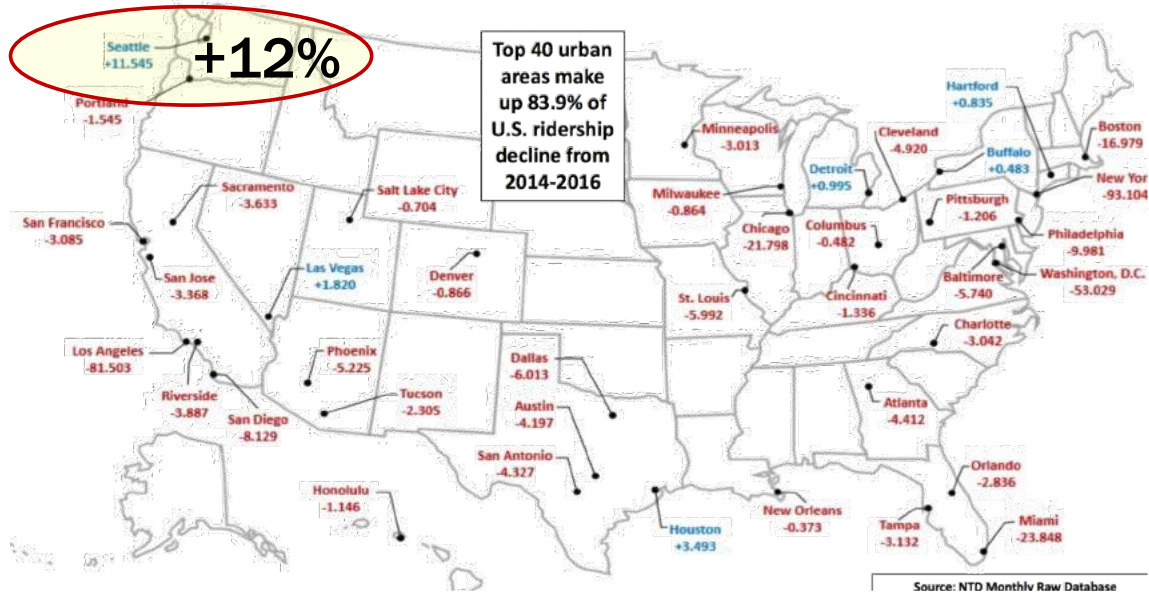 Seattle
+11.545
+12%
Portland
-1.545
Top 40 urban
areas make
up 83.9% of
U.S. ridership
decline from
2014-2016
Hartford
+0.835
Minneapolis
-3.013
Cleveland
-4.920
Boston
-16.979
Detroit
+0.995
Buffalo
+0.483
New Yor
-93.104
Sacramento
-3.633
Salt Lake City
-0.704
Milwaukee
-0.864
Pittsburgh
-1.206
San Francisco
-3.085
Chicago
-21.798
Columbus
-0.482
Philadelphia
-9.981
San Jose
-3.368
Las Vegas
+1.820
Denver
-0.866
St. Louis
-5.992
Cincinnati
-1.336
Baltimore
-5.740
Washington, D.C.
-53.029
Charlotte
-3.042
Los Angeles
-81.503
Phoenix
-5.225
Dallas
-6.013
Riverside
-3.887
San Diego
-8.129
Tucson
-2.305
Austin
-4.197
Atlanta
-4.412
San Antonio
-4.327
Honolulu
-1.146
Orlando
-2.836
New Orleans
-0.373
Houston
+3.493
Tampa
-3.132
Miami
-23.848
Source: NTD Monthly Raw Database